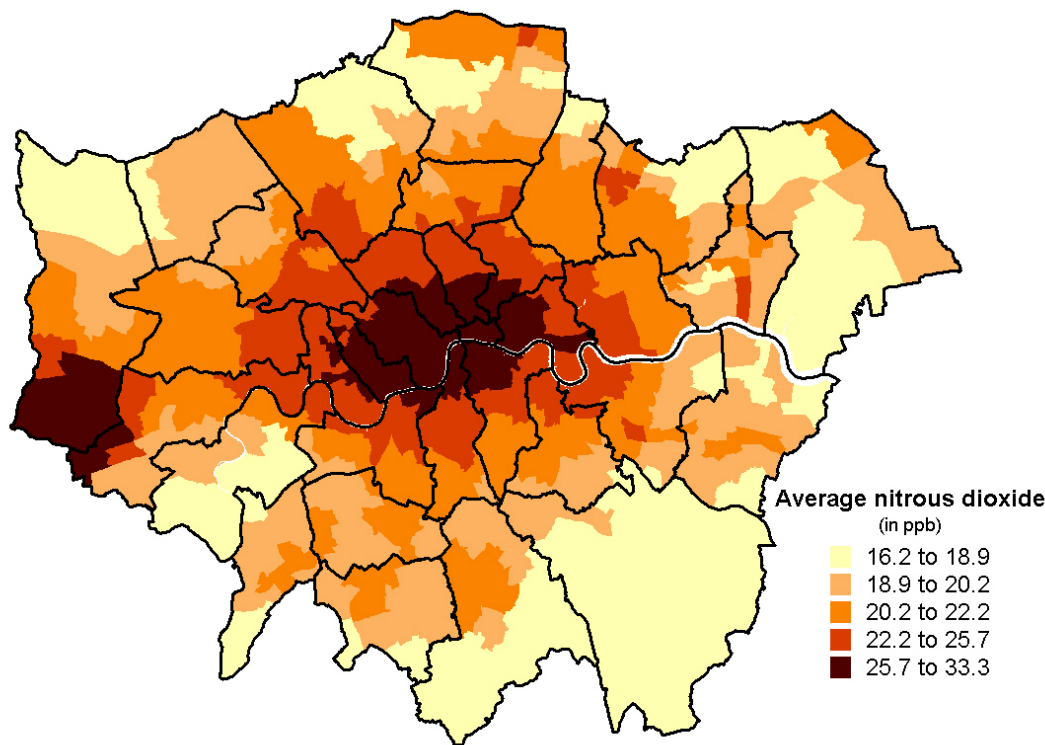 Average nitrous dioxide
(in ppb)
16.2 to 18.9
18.9 to 20.2
20.2 to 22.2
22.2 to 25.7
25.7 to 33.3